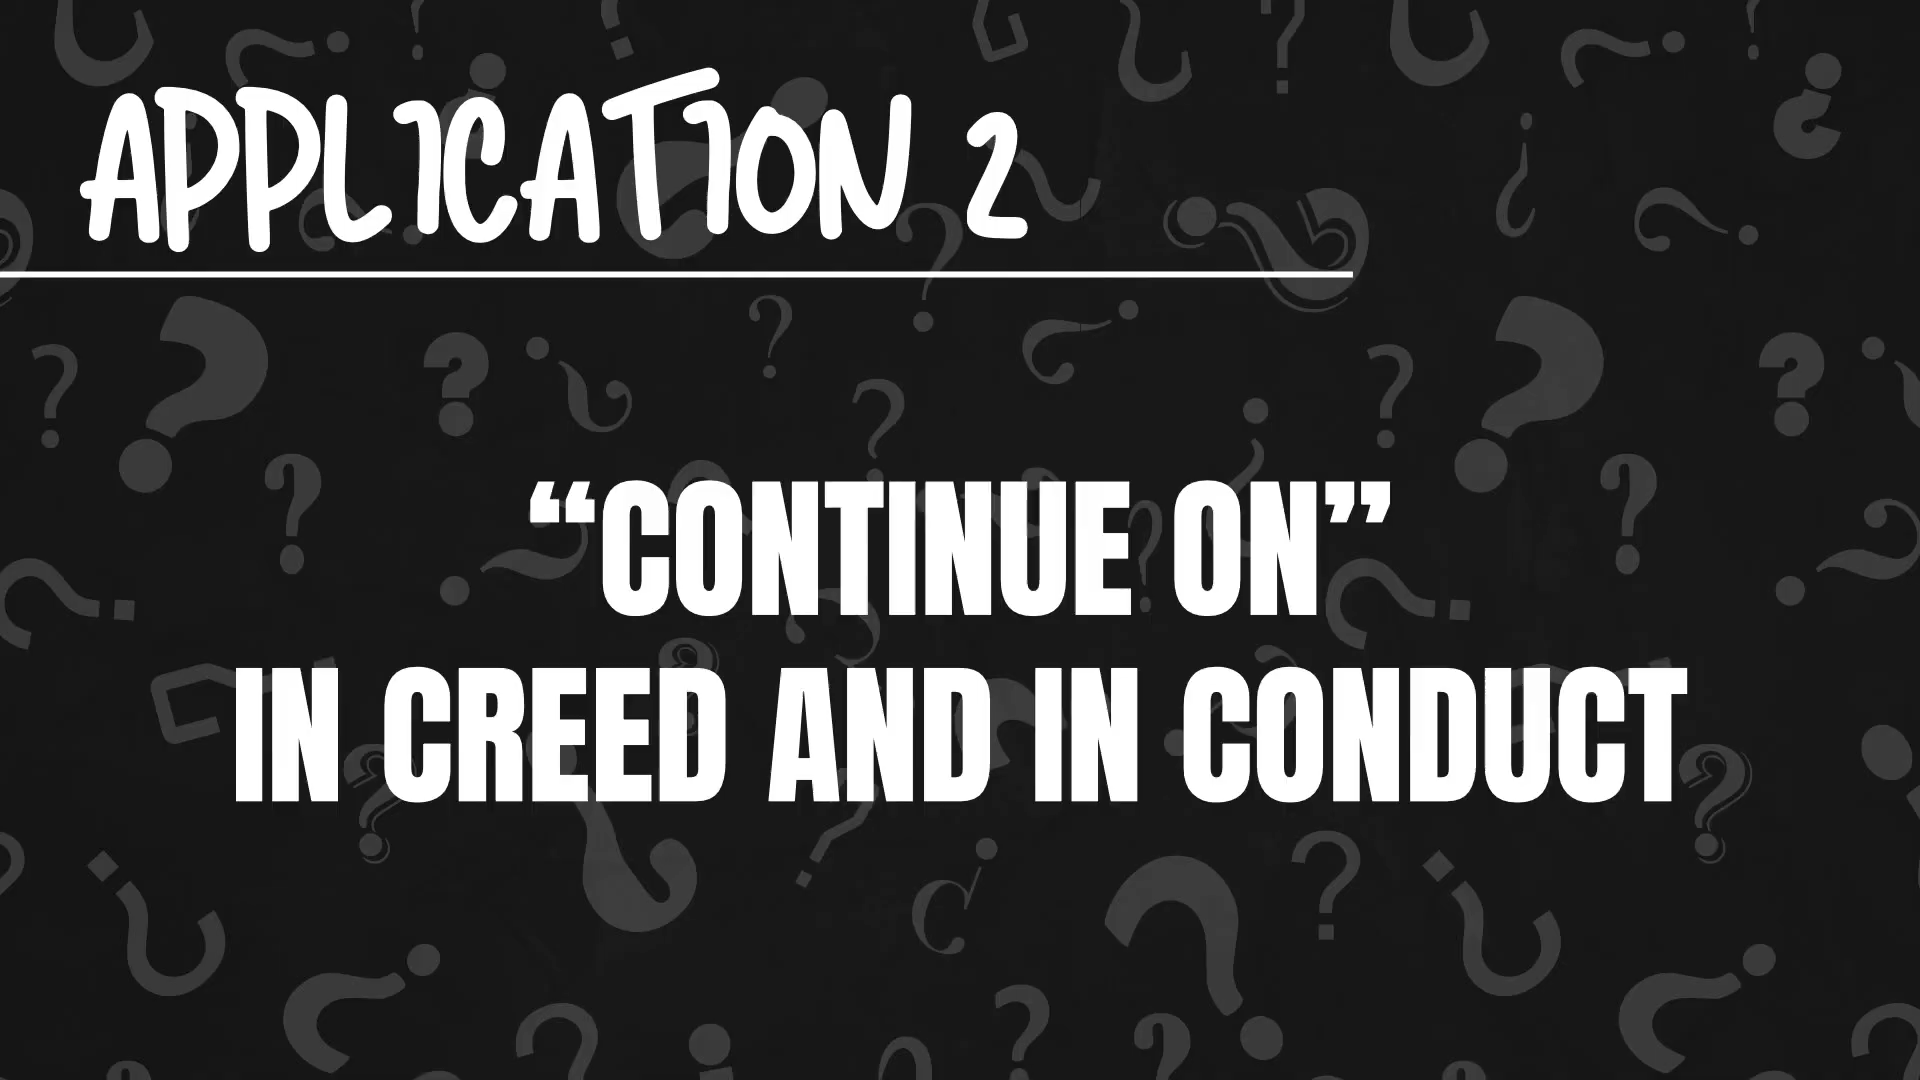 APPLICATION 2
“CONTINUE ON”
IN CREED AND IN CONDUCT